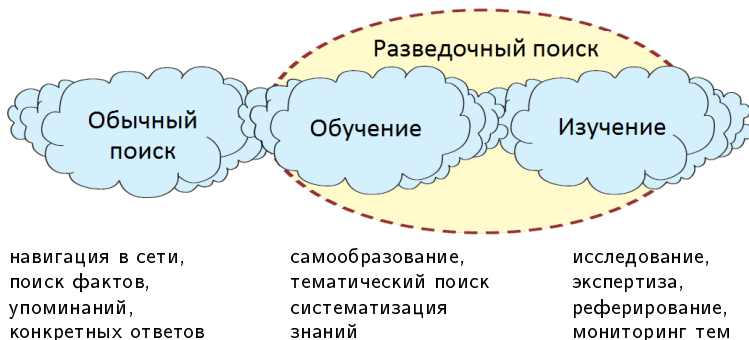 Разведочный поиск
Обычный
поиск
Обучение
Изучение
навигация в сети,
поиск фактов,
упоминаний,
конкретных ответов
самообразование,
тематический поиск
систематизация
знаний
исследование,
экспертиза,
реферирование,
мониторинг тем